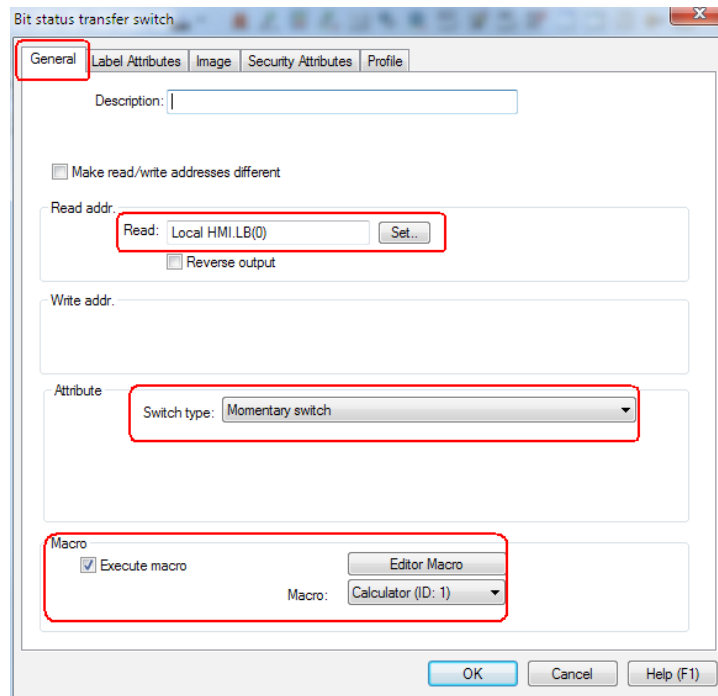 Bit status transfer switch
General Label Attributes Image Security Attributes Profile
Description:
Make read/write addresses different
Read addr.
Read: Local HMI.LB(0) Set..
Reverse output
Write addr.
Attribute
Switch type: Momentary switch
Macro
Execute macro Editor Macro
Macro: Calculator (ID: 1)
OK Cancel Help (F1)